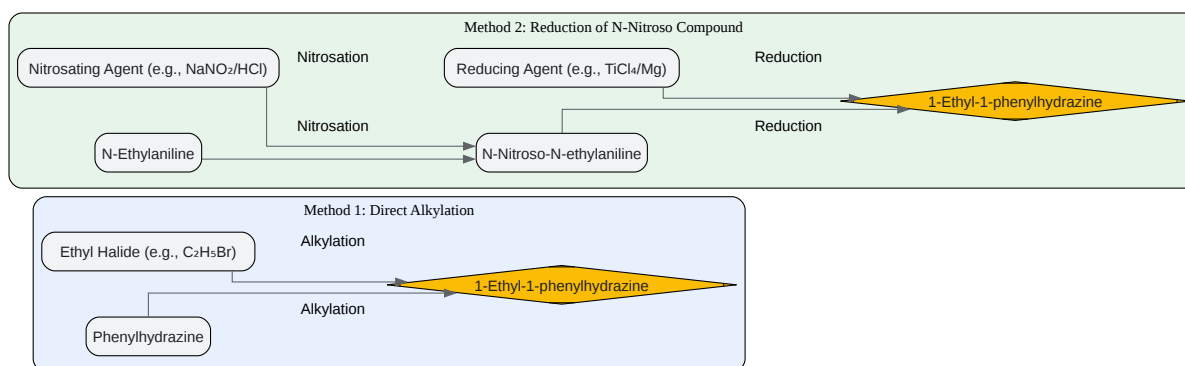 Method 2: Reduction of N-Nitroso Compound
Nitrosating Agent (e.g., NaNO₂/HCl)
Nitrosation
Reducing Agent (e.g., TiCl₄/Mg)
Reduction
1-Ethyl-1-phenylhydrazine
Nitrosation
Reduction
N-Ethylaniline
N-Nitroso-N-ethylaniline
Method 1: Direct Alkylation
Ethyl Halide (e.g., C₂H₅Br)
Alkylation
1-Ethyl-1-phenylhydrazine
Alkylation
Phenylhydrazine